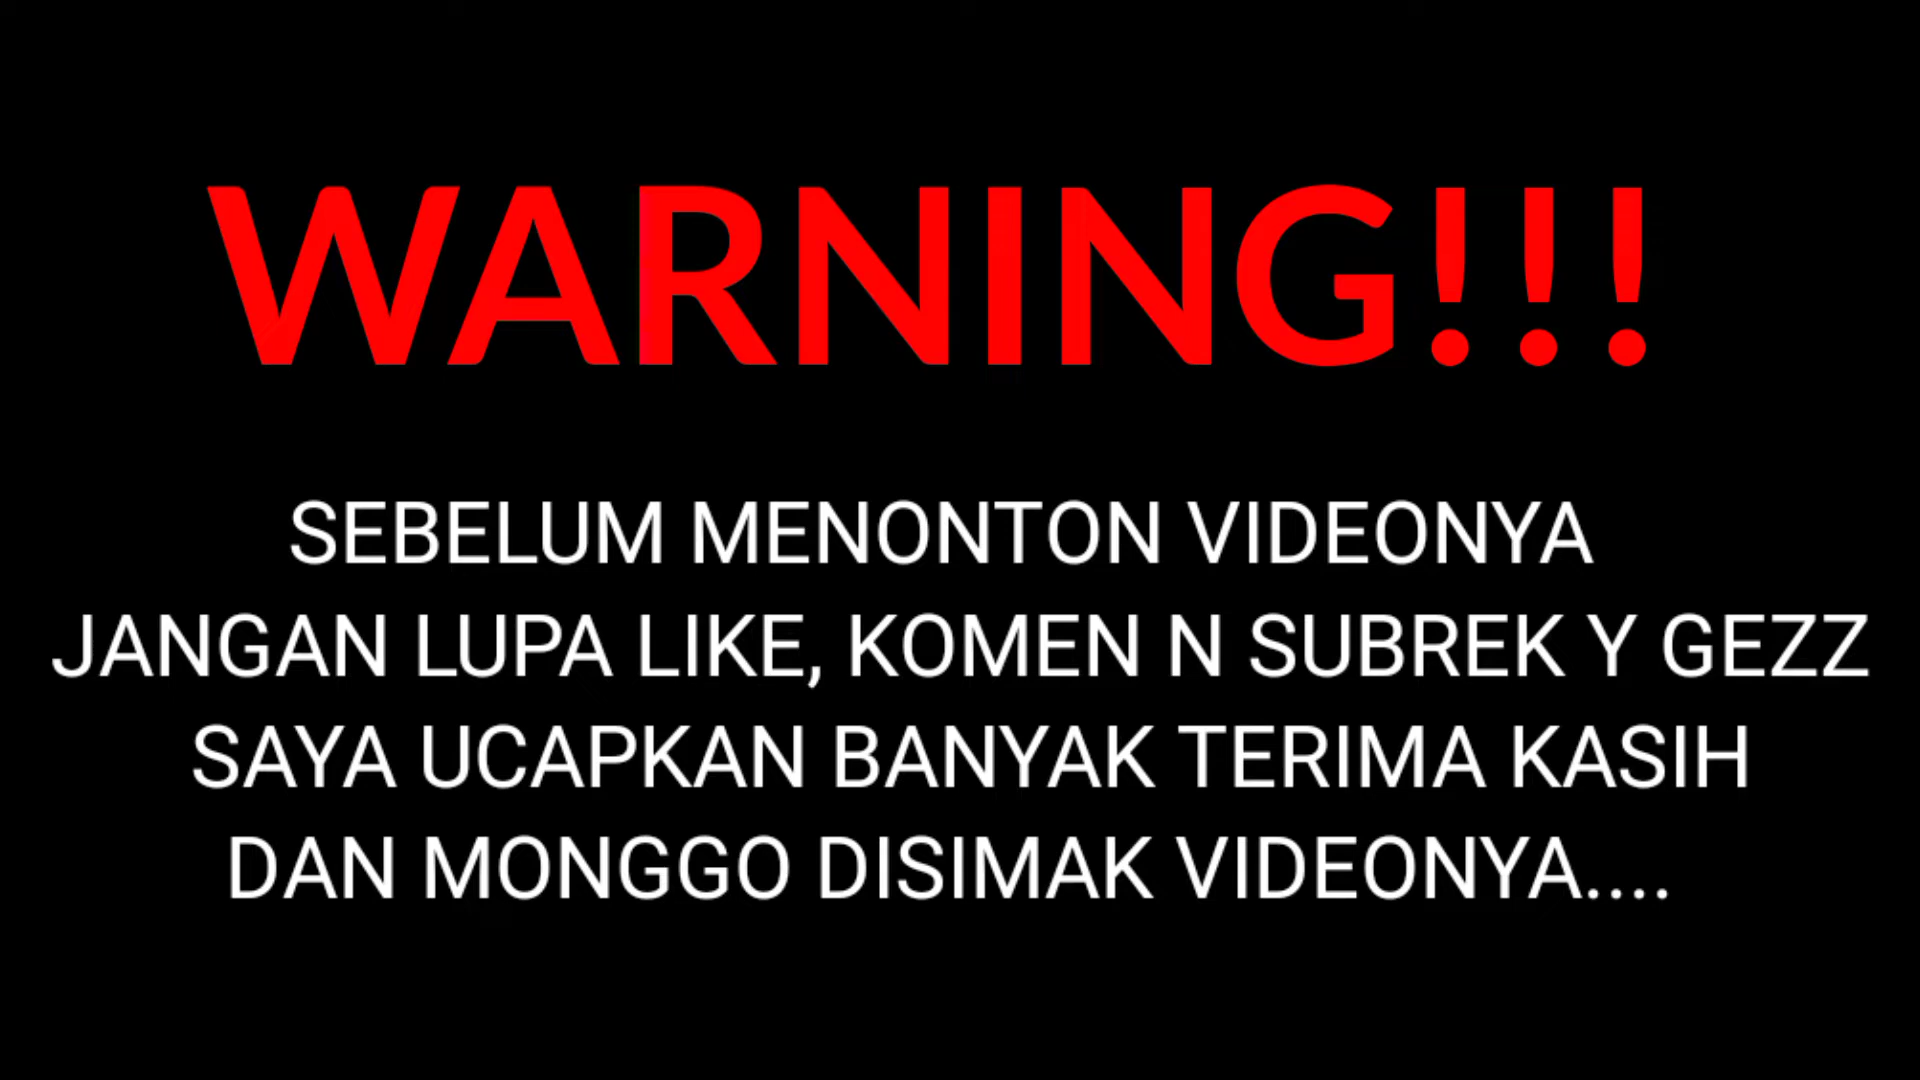 WARNING!!!
SEBELUM MENONTON VIDEONYA
JANGAN LUPA LIKE, KOMEN N SUBREK Y GEZZ
SAYA UCAPKAN BANYAK TERIMA KASIH
DAN MONGGO DISIMAK VIDEONYA....